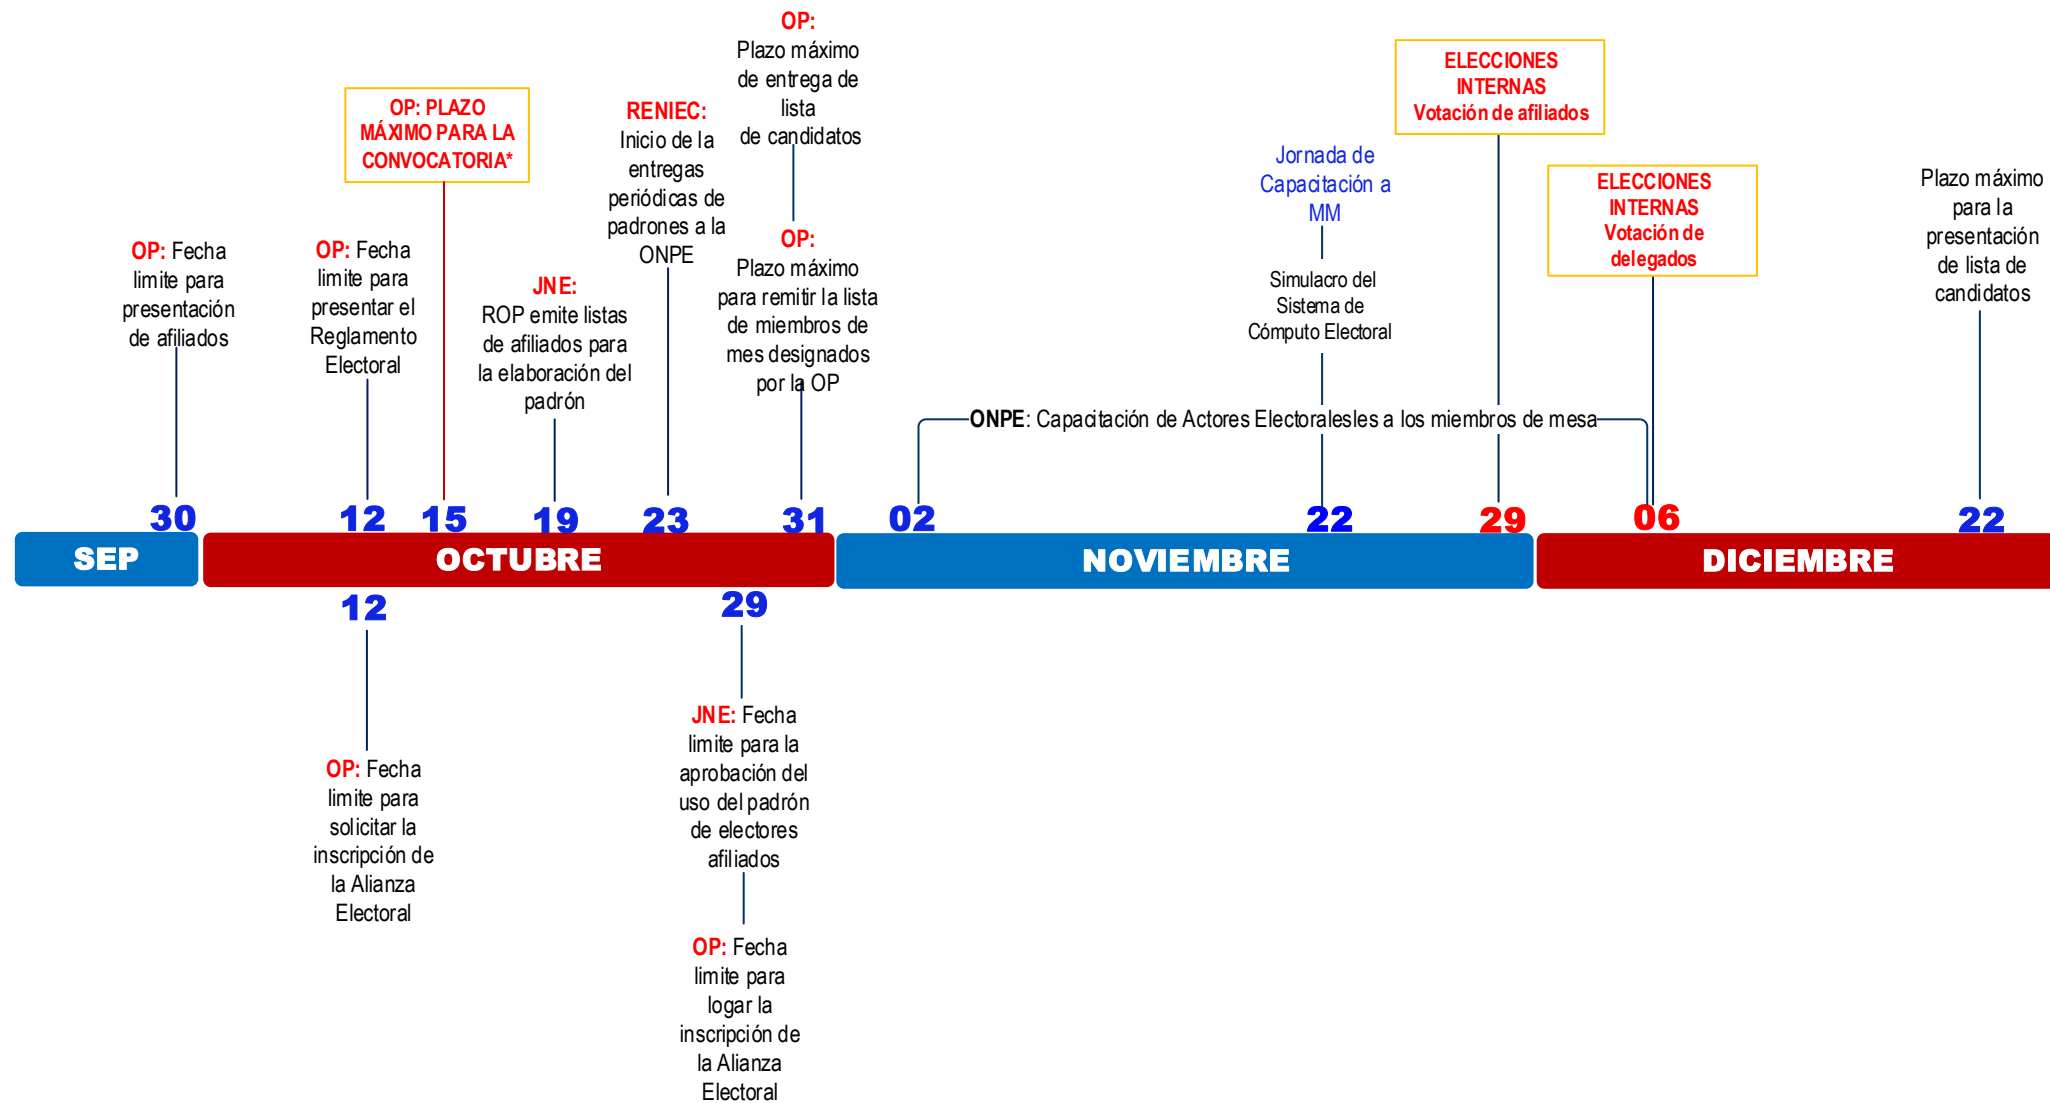 OP: Fecha
limite para
presentación
de afiliados
OP: Fecha
limite para
presentar el
Reglamento
Electoral
OP: PLAZO
MÁXIMO PARA LA
CONVOCATORIA*
JNE:
ROP emite listas
de afiliados para
la elaboración del
padrón
RENIEC:
Inicio de la
entregas
periódicas de
padrones a la
ONPE
OP:
Plazo máximo
de entrega de
lista
de candidatos
OP:
Plazo máximo
para remitir la lista
de miembros de
mes designados
por la OP
Jornada de
Capacitación a
MM
Simulacro del
Sistema de
Cómputo Electoral
ELECCIONES
INTERNAS
Votación de afiliados
ELECCIONES
INTERNAS
Votación de
delegados
Plazo máximo
para la
presentación
de lista de
candidatos
ONPE: Capacitación de Actores Electoralesles a los miembros de mesa
30 12 15 19 23 31 02 22 29 06 22
SEP OCTUBRE NOVIEMBRE DICIEMBRE
12 29
OP: Fecha
limite para
solicitar la
inscripción de
la Alianza
Electoral
JNE: Fecha
limite para la
aprobación del
uso del padrón
de electores
afiliados
OP: Fecha
limite para
logar la
inscripción de
la Alianza
Electoral